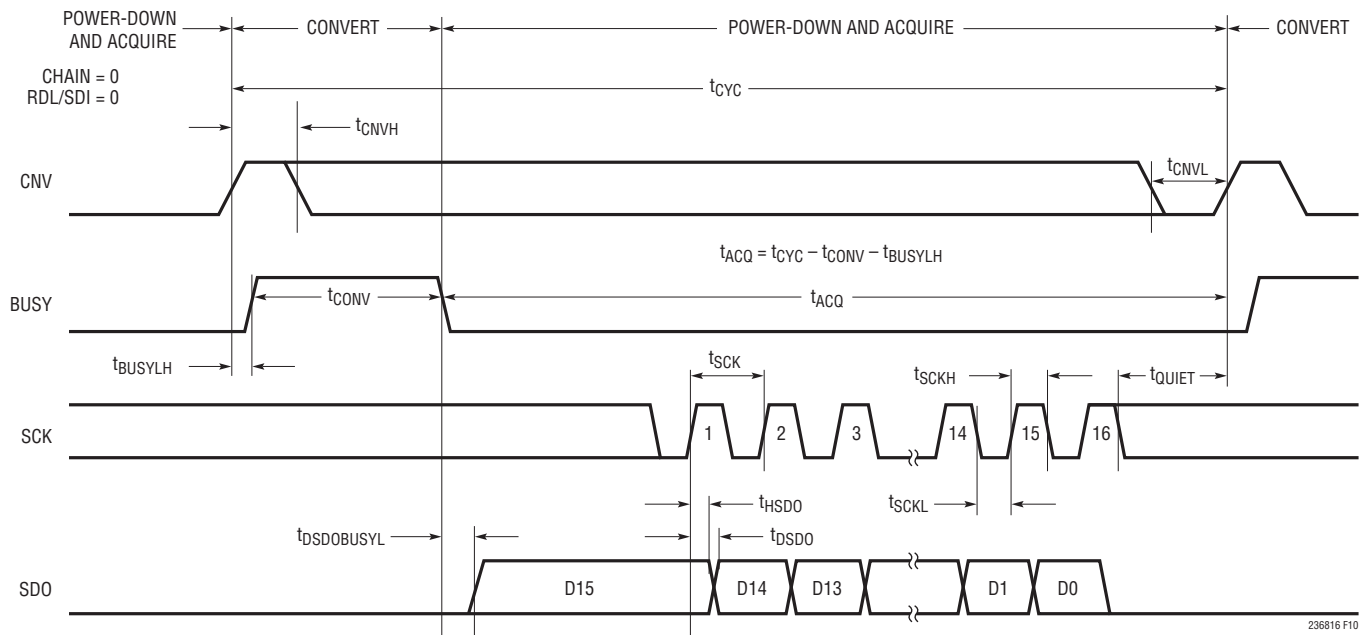 POWER-DOWN
AND ACQUIRE
CONVERT
POWER-DOWN AND ACQUIRE
CONVERT
CHAIN = 0
RDL/SDI = 0
tCYC
tCNVH
CNV
tCNVL
tACQ = tCYC – tCONV – tBUSYLH
BUSY
tCONV
tACQ
tBUSYLH
tSCK
tSCKH
tQUIET
SCK
1
2
3
14
15
16
tHSDO
tSCKL
tDSDOBUSYL
tDSDO
SDO
D15
D14
D13
D1
D0
236816 F10